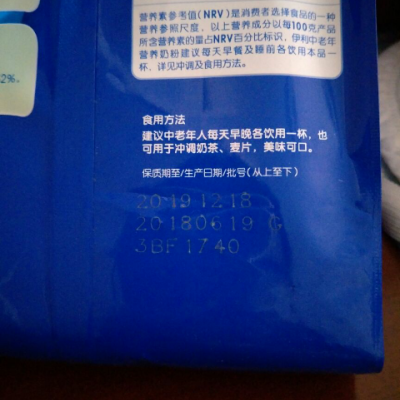 营养素参考值(NRV)是消费者选择食品的一种
营养参照尺度，以上营养成分以每100克产品
所含营养素的量占NRV百分比标识，伊利中老年
营养奶粉建议每天早餐及睡前各饮用本品一
杯，详见冲调及食用方法。
2%。
食用方法
建议中老年人每天早晚各饮用一杯，也
可用于冲调奶茶、麦片，美味可口。
保质期至/生产日期/批号(从上至下)
20191218
20180619 G
3BF1740